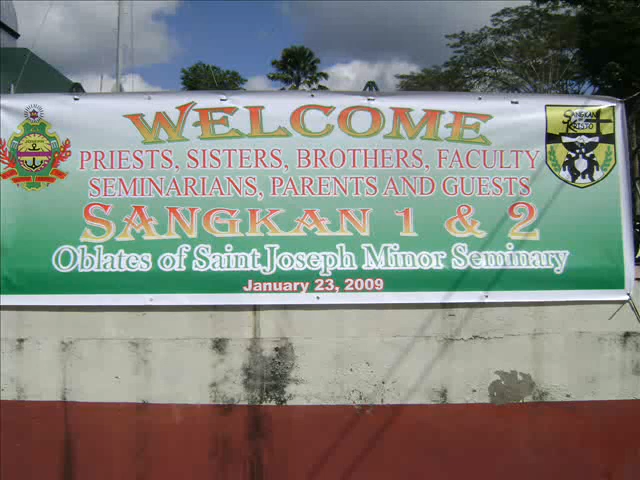 WELCOME
PRIESTS, SISTERS, BROTHERS, FACULTY
SEMINARIANS, PARENTS AND GUESTS
SANGKAN 1 & 2
Oblates of Saint Joseph Minor Seminary
January 23, 2009
SANGKAN